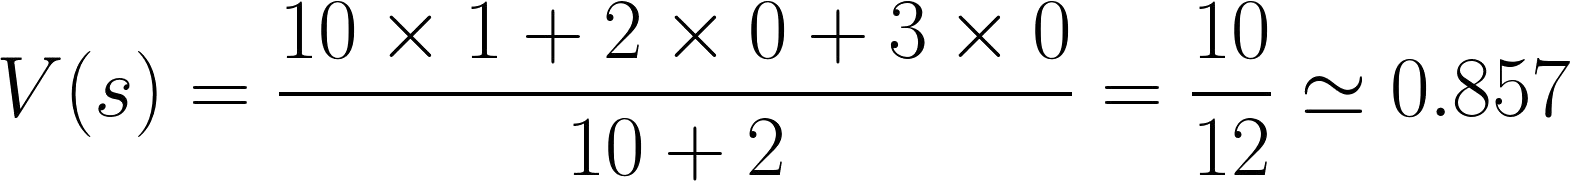 V(s) = \frac{10 \times 1 + 2 \times 0 + 3 \times 0}{10 + 2} = \frac{10}{12} \simeq 0.857